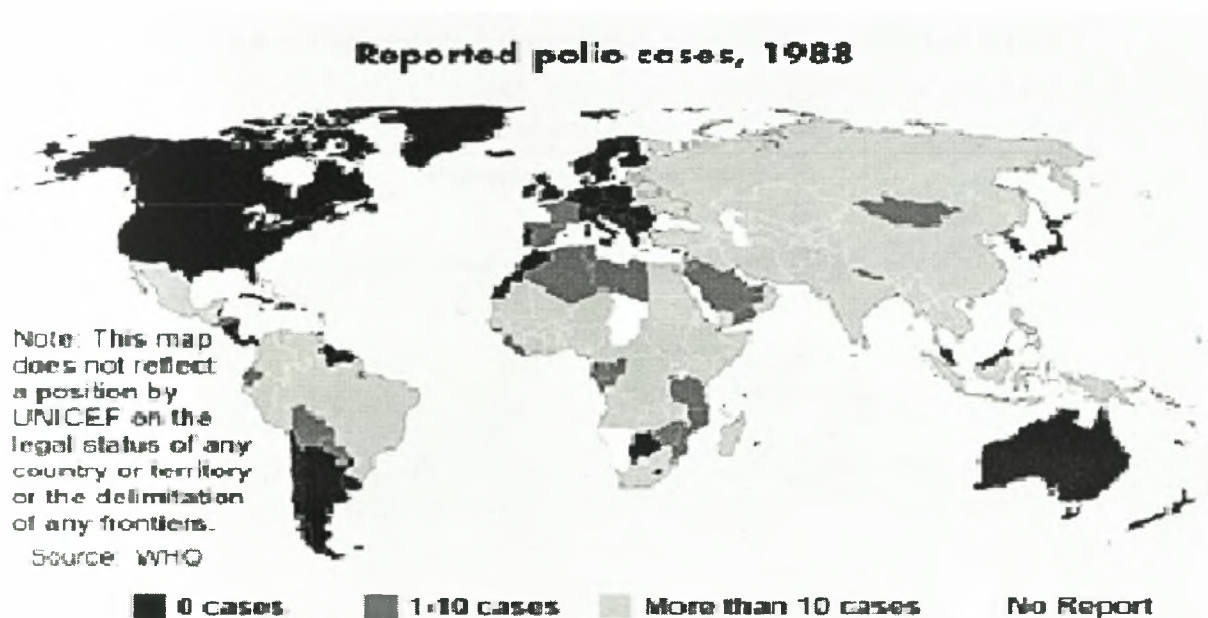 Reported polio cases, 1988
Note: This map
does not reflect
a position by
UNICEF on the
legal status of any
country or territory
or the delimitation
of any frontiers.
Source: WHO
0 cases
1-10 cases
More than 10 cases
No Report